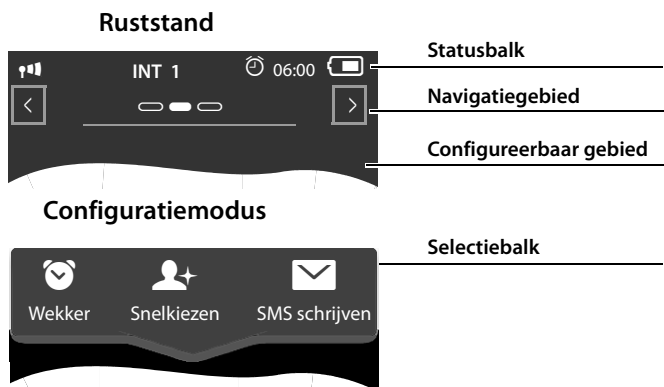 Ruststand
Statusbalk
INT 1
06:00
Navigatiegebied
Configureerbaar gebied
Configuratiemodus
Selectiebalk
Wekker
Snelkiezen
SMS schrijven